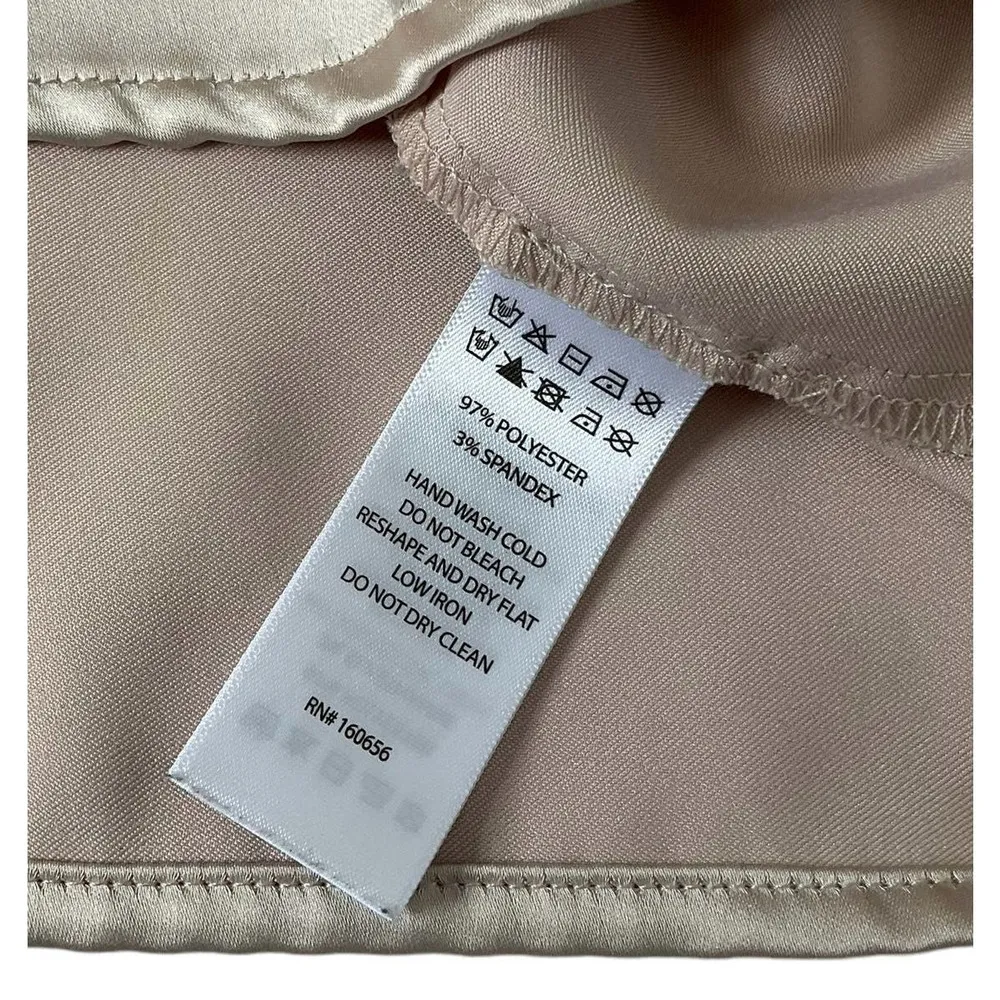 97% POLYESTER
3% SPANDEX
HAND WASH COLD
DO NOT BLEACH
RESHAPE AND DRY FLAT
LOW IRON
DO NOT DRY CLEAN
RN# 160656